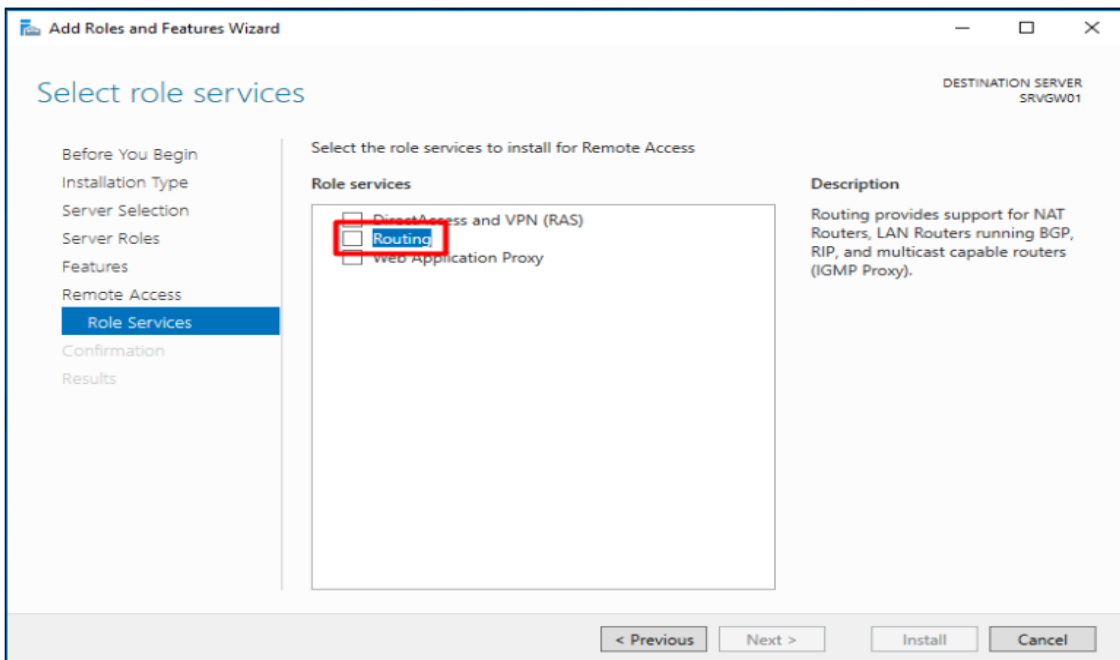 Add Roles and Features Wizard
Select role services
DESTINATION SERVER
SRVGW01
Before You Begin
Installation Type
Server Selection
Server Roles
Features
Remote Access
Role Services
Confirmation
Results
Select the role services to install for Remote Access
Role services
DirectAccess and VPN (RAS)
Routing
Web Application Proxy
Description
Routing provides support for NAT
Routers, LAN Routers running BGP,
RIP, and multicast capable routers
(IGMP Proxy).
< Previous
Next >
Install
Cancel